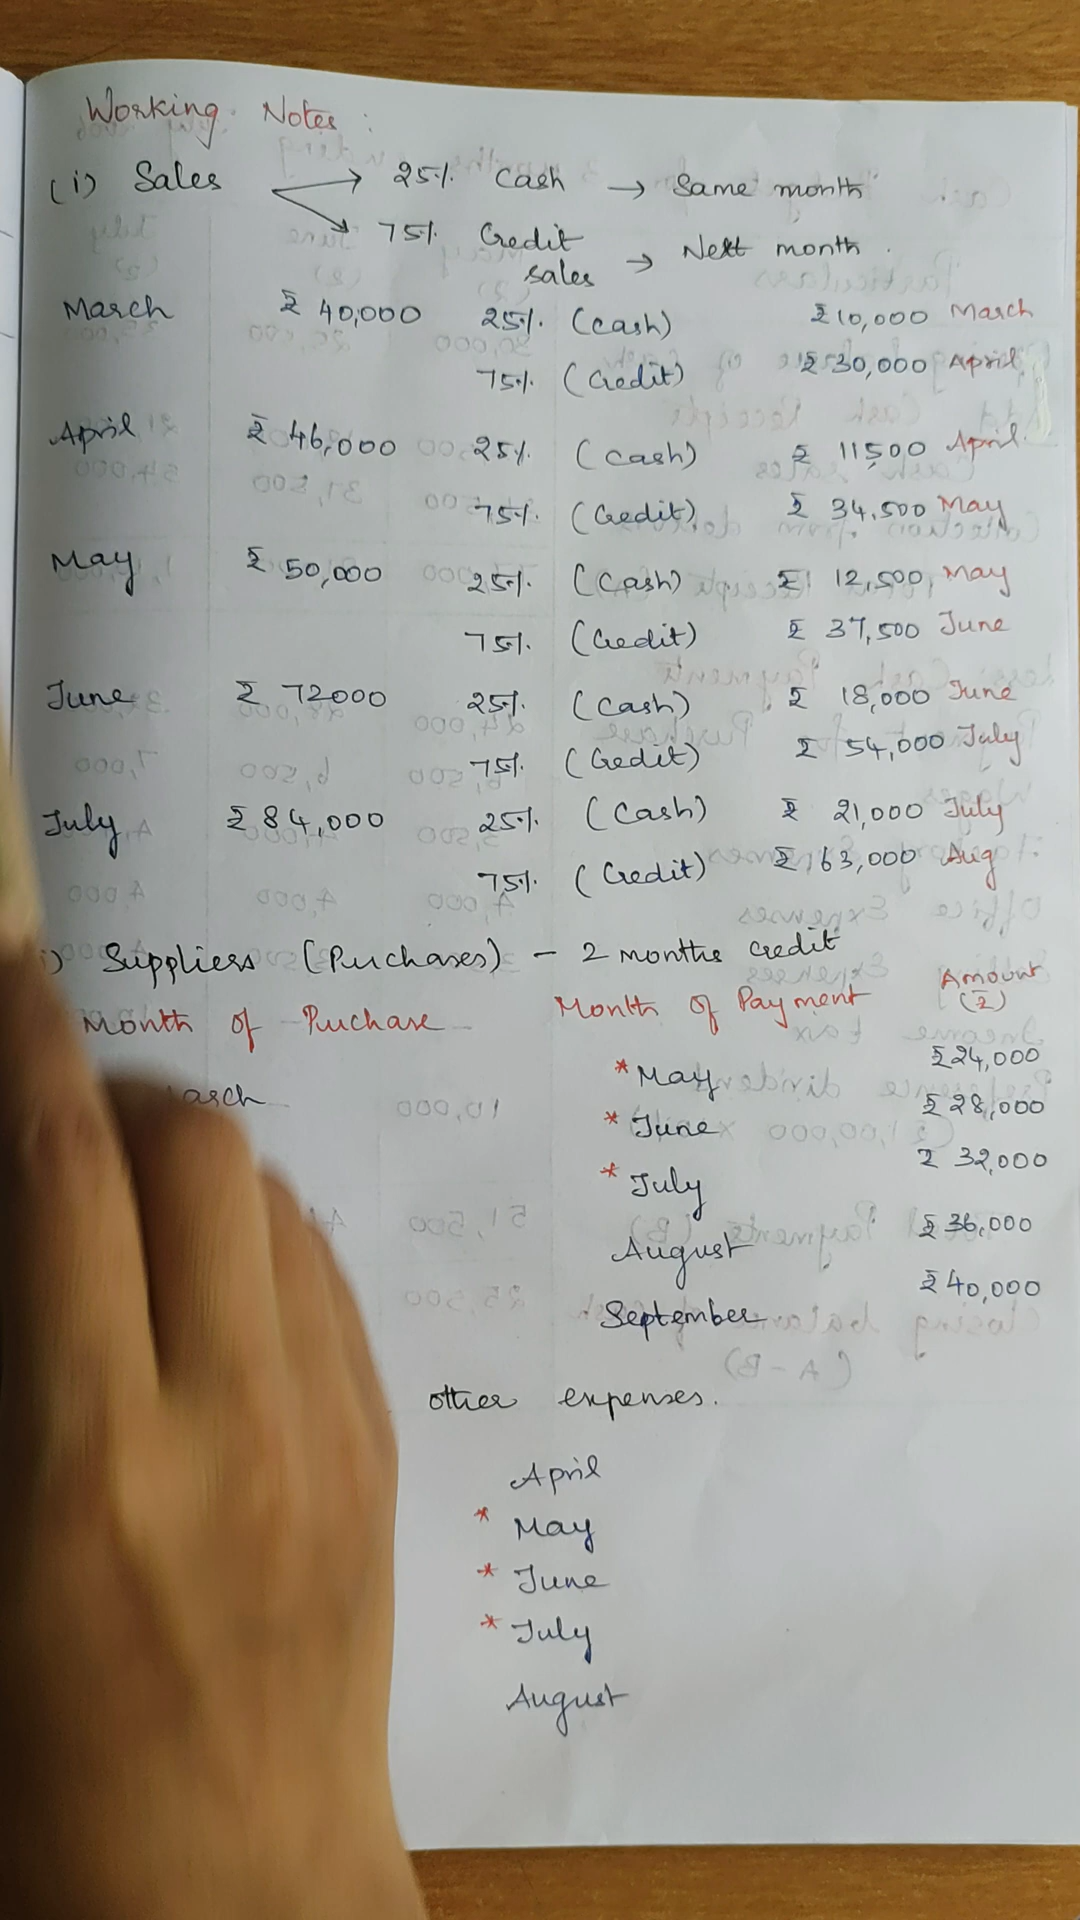 Working Notes:
(i) Sales → 25% Cash → Same month
→ 75% Credit sales → Next month.
March ₹ 40,000 25% (Cash) ₹10,000 March
75% (Credit) ₹ 30,000 April
April ₹ 46,000 25% (Cash) ₹ 11,500 April
75% (Credit) ₹ 34,500 May
May ₹ 50,000 25% (Cash) ₹ 12,500 May
75% (Credit) ₹ 37,500 June
June ₹ 72000 25% (Cash) ₹ 18,000 June
75% (Credit) ₹ 54,000 July
July ₹ 84,000 25% (Cash) ₹ 21,000 July
75% (Credit) ₹ 63,000 Aug
i) Suppliers (Purchases) - 2 months credit
Month of Purchase Month of Payment Amount (₹)
March * May ₹24,000
* June ₹ 28,000
* July ₹ 32,000
August ₹ 36,000
September ₹40,000
other expenses.
April
* May
* June
* July
August